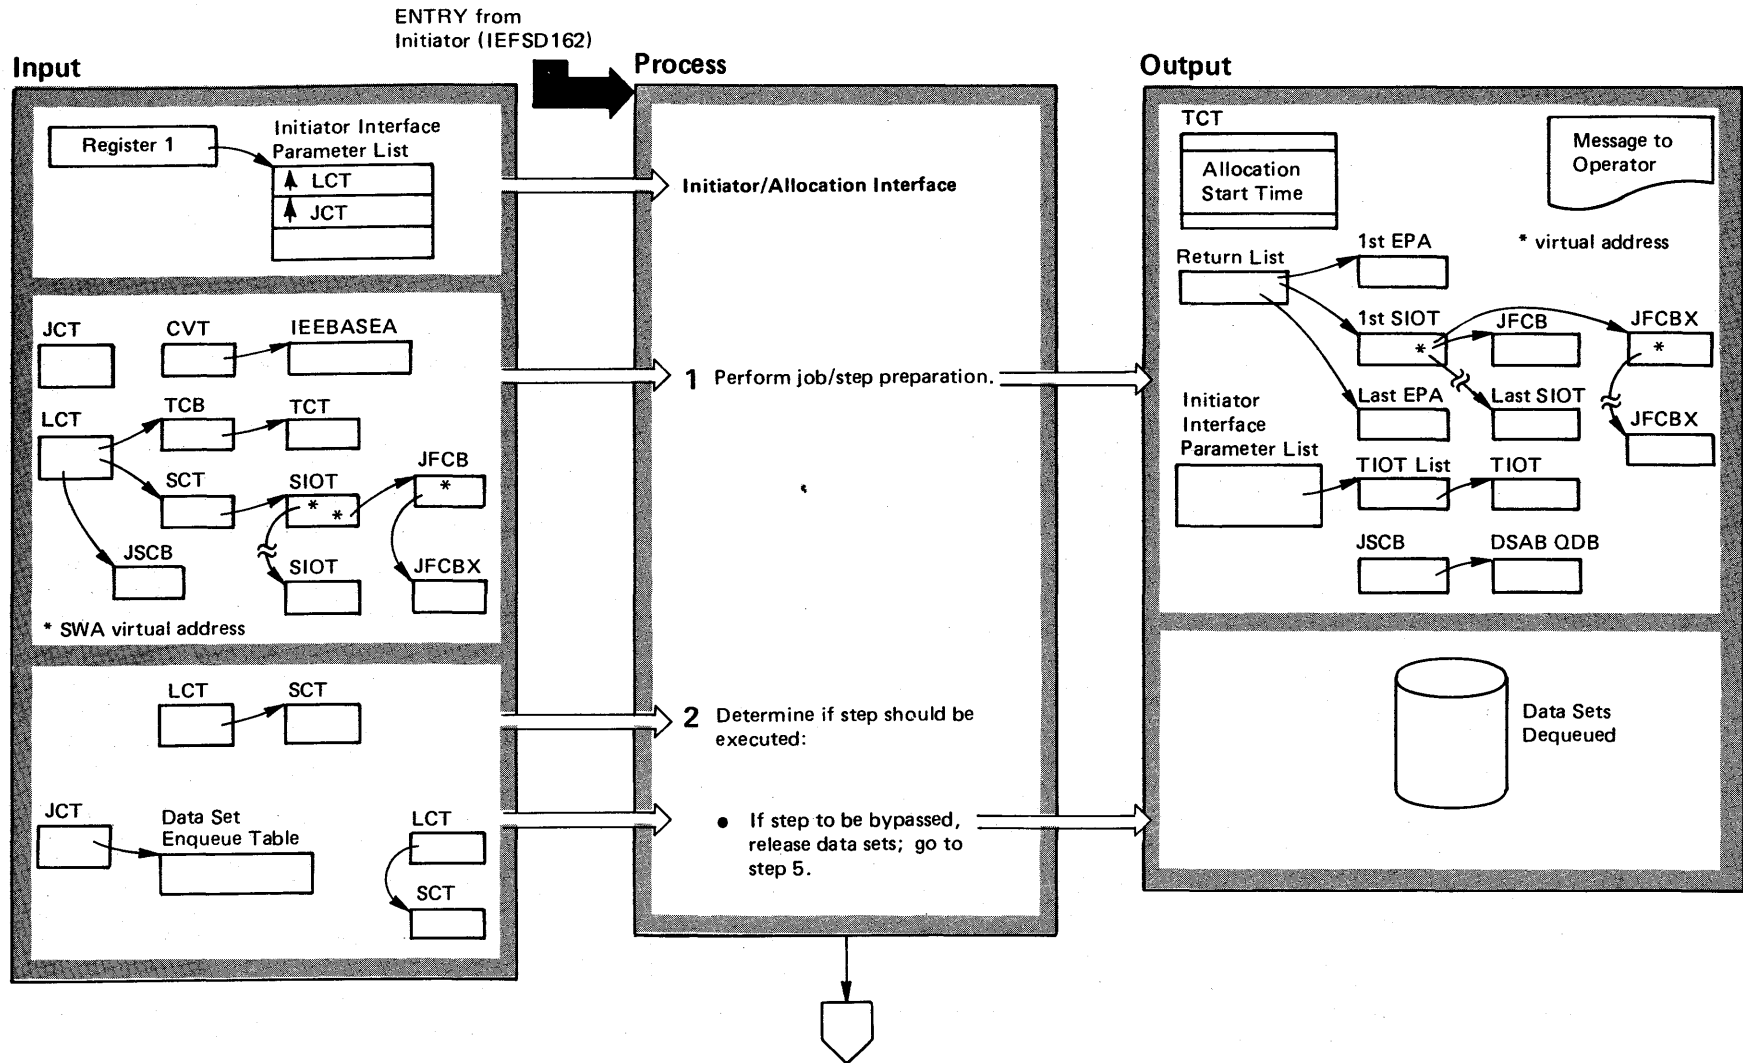 ENTRY from
Initiator (IEFSD162)
Input
Process
Output
Register 1
Initiator Interface
Parameter List
LCT
JCT
Initiator/Allocation Interface
TCT
Allocation
Start Time
Message to
Operator
* virtual address
Return List
1st EPA
1st SIOT
*
JFCB
JFCBX
*
Last EPA
Last SIOT
JFCBX
Initiator
Interface
Parameter List
TIOT List
TIOT
JSCB
DSAB QDB
JCT
CVT
IEEBASEA
LCT
TCB
TCT
SCT
SIOT
*
*
JFCB
*
JSCB
SIOT
JFCBX
* SWA virtual address
1 Perform job/step preparation.
LCT
SCT
2 Determine if step should be
executed:
JCT
Data Set
Enqueue Table
LCT
SCT
• If step to be bypassed,
release data sets; go to
step 5.
Data Sets
Dequeued